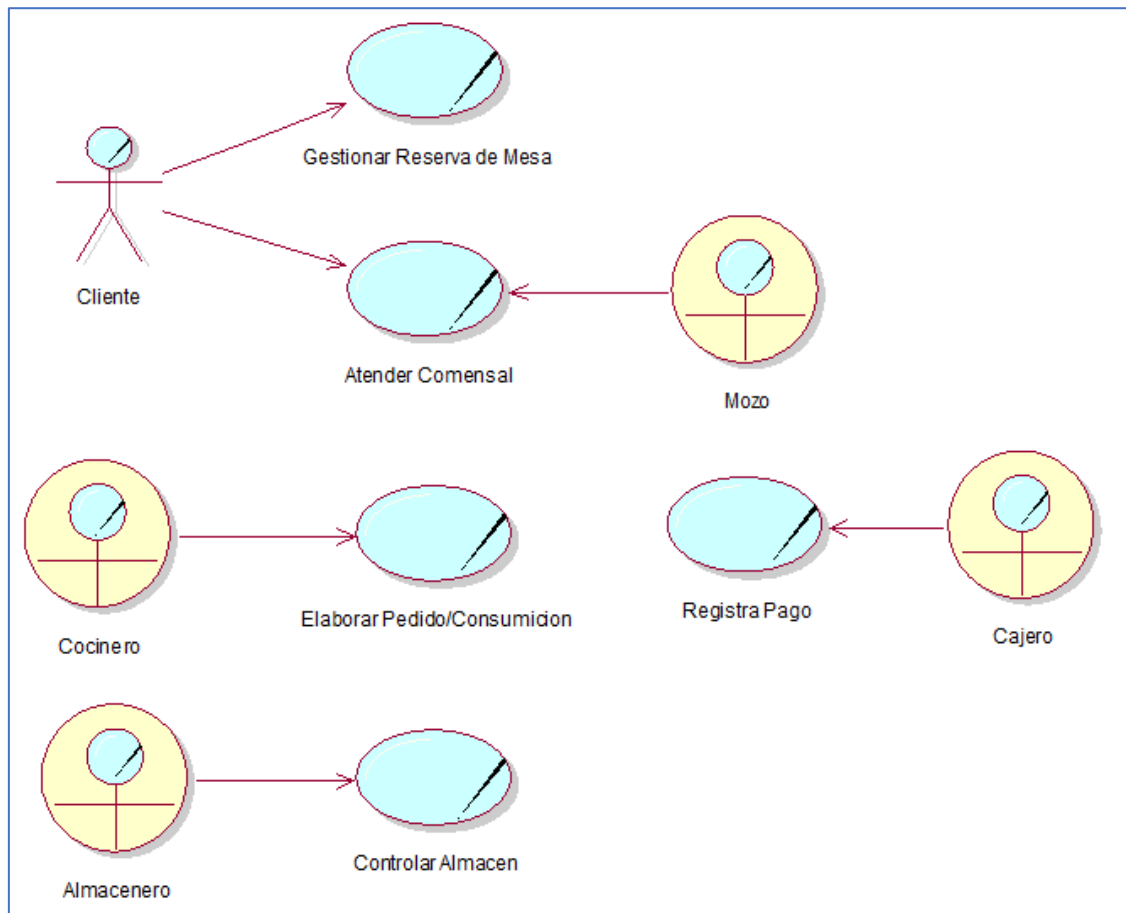 Gestionar Reserva de Mesa
Cliente
Atender Comensal
Mozo
Elaborar Pedido/Consumicion
Registra Pago
Cocinero
Cajero
Controlar Almacen
Almacenero